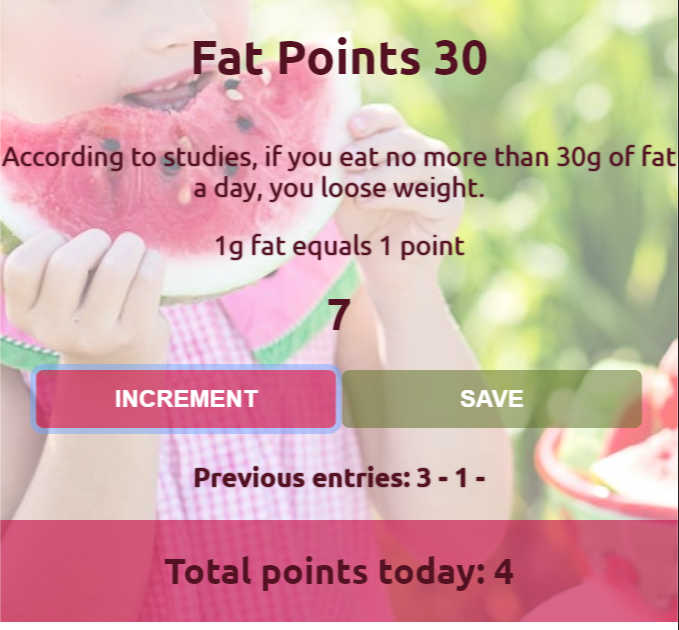 Fat Points 30
According to studies, if you eat no more than 30g of fat
a day, you loose weight.
1g fat equals 1 point
7
INCREMENT
SAVE
Previous entries: 3 - 1 -
Total points today: 4